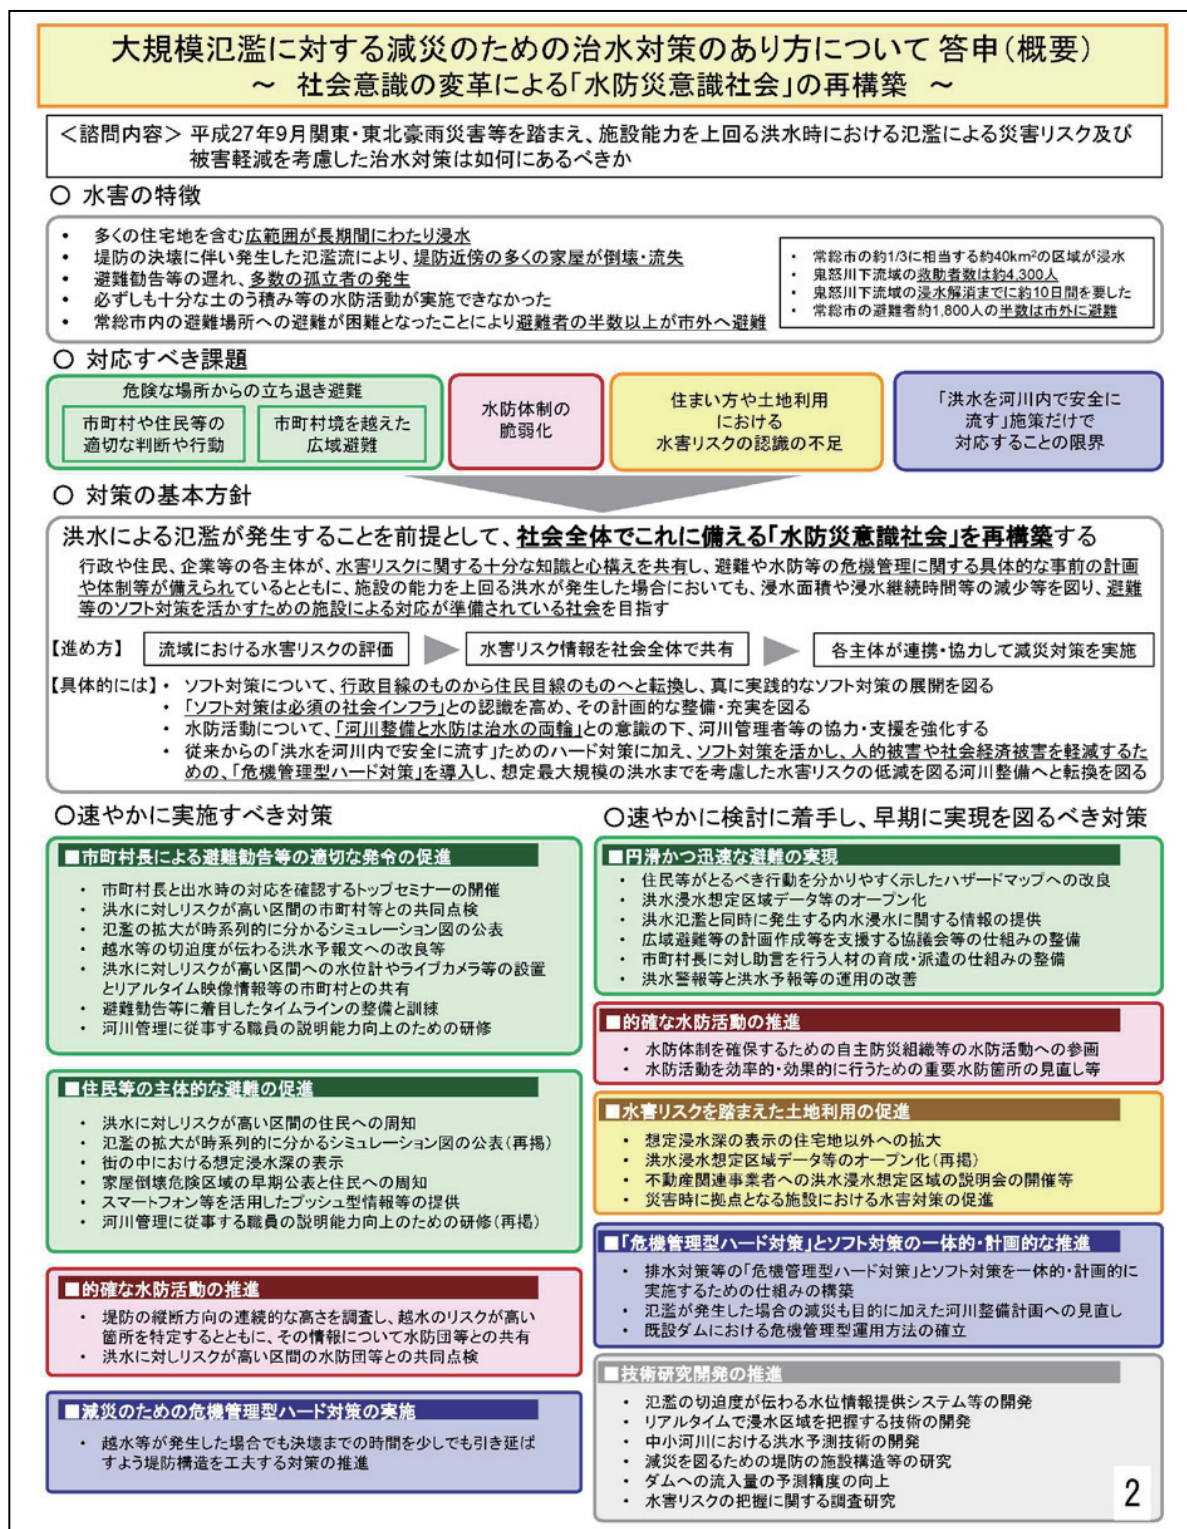 大規模氾濫に対する減災のための治水対策のあり方について 答申(概要)
~ 社会意識の変革による「水防災意識社会」の再構築 ~
<諮問内容> 平成27年9月関東・東北豪雨災害等を踏まえ、施設能力を上回る洪水時における氾濫による災害リスク及び
被害軽減を考慮した治水対策は如何にあるべきか
○ 水害の特徴
・ 多くの住宅地を含む広範囲が長期間にわたり浸水
・ 堤防の決壊に伴い発生した氾濫流により、堤防近傍の多くの家屋が倒壊・流失
・ 避難勧告等の遅れ、多数の孤立者の発生
・ 必ずしも十分な土のう積み等の水防活動が実施できなかった
・ 常総市内の避難場所への避難が困難となったことにより避難者の半数以上が市外へ避難
・ 常総市の約1/3に相当する約40km²の区域が浸水
・ 鬼怒川下流域の救助者数は約4,300人
・ 鬼怒川下流域の浸水解消までに約10日間を要した
・ 常総市の避難者約1,800人の半数は市外に避難
○ 対応すべき課題
危険な場所からの立ち退き避難
市町村や住民等の
適切な判断や行動
市町村境を越えた
広域避難
水防体制の
脆弱化
住まい方や土地利用
における
水害リスクの認識の不足
「洪水を河川内で安全に
流す」施策だけで
対応することの限界
○ 対策の基本方針
洪水による氾濫が発生することを前提として、社会全体でこれに備える「水防災意識社会」を再構築する
行政や住民、企業等の各主体が、水害リスクに関する十分な知識と心構えを共有し、避難や水防等の危機管理に関する具体的な事前の計画
や体制等が備えられているとともに、施設の能力を上回る洪水が発生した場合においても、浸水面積や浸水継続時間等の減少等を図り、避難
等のソフト対策を活かすための施設による対応が準備されている社会を目指す
【進め方】 流域における水害リスクの評価 水害リスク情報を社会全体で共有 各主体が連携・協力して減災対策を実施
【具体的には】・ ソフト対策について、行政目線のものから住民目線のものへと転換し、真に実践的なソフト対策の展開を図る
・ 「ソフト対策は必須の社会インフラ」との認識を高め、その計画的な整備・充実を図る
・ 水防活動について、「河川整備と水防は治水の両輪」との意識の下、河川管理者等の協力・支援を強化する
・ 従来からの「洪水を河川内で安全に流す」ためのハード対策に加え、ソフト対策を活かし、人的被害や社会経済被害を軽減するた
めの、「危機管理型ハード対策」を導入し、想定最大規模の洪水までを考慮した水害リスクの低減を図る河川整備へと転換を図る
○速やかに実施すべき対策
■市町村長による避難勧告等の適切な発令の促進
・ 市町村長と出水時の対応を確認するトップセミナーの開催
・ 洪水に対しリスクが高い区間の市町村等との共同点検
・ 氾濫の拡大が時系列的に分かるシミュレーション図の公表
・ 越水等の切迫度が伝わる洪水予報文への改良等
・ 洪水に対しリスクが高い区間への水位計やライブカメラ等の設置
とリアルタイム映像情報等の市町村との共有
・ 避難勧告等に着目したタイムラインの整備と訓練
・ 河川管理に従事する職員の説明能力向上のための研修
■住民等の主体的な避難の促進
・ 洪水に対しリスクが高い区間の住民への周知
・ 氾濫の拡大が時系列的に分かるシミュレーション図の公表(再掲)
・ 街の中における想定浸水深の表示
・ 家屋倒壊危険区域の早期公表と住民への周知
・ スマートフォン等を活用したプッシュ型情報等の提供
・ 河川管理に従事する職員の説明能力向上のための研修(再掲)
■的確な水防活動の推進
・ 堤防の縦断方向の連続的な高さを調査し、越水のリスクが高い
箇所を特定するとともに、その情報について水防団等との共有
・ 洪水に対しリスクが高い区間の水防団等との共同点検
■減災のための危機管理型ハード対策の実施
・ 越水等が発生した場合でも決壊までの時間を少しでも引き延ば
すよう堤防構造を工夫する対策の推進
○速やかに検討に着手し、早期に実現を図るべき対策
■円滑かつ迅速な避難の実現
・ 住民等がとるべき行動を分かりやすく示したハザードマップへの改良
・ 洪水浸水想定区域データ等のオープン化
・ 洪水氾濫と同時に発生する内水浸水に関する情報の提供
・ 広域避難等の計画作成等を支援する協議会等の仕組みの整備
・ 市町村長に対し助言を行う人材の育成・派遣の仕組みの整備
・ 洪水警報等と洪水予報等の運用の改善
■的確な水防活動の推進
・ 水防体制を確保するための自主防災組織等の水防活動への参画
・ 水防活動を効率的・効果的に行うための重要水防箇所の見直し等
■水害リスクを踏まえた土地利用の促進
・ 想定浸水深の表示の住宅地以外への拡大
・ 洪水浸水想定区域データ等のオープン化(再掲)
・ 不動産関連事業者への洪水浸水想定区域の説明会の開催等
・ 災害時に拠点となる施設における水害対策の促進
■「危機管理型ハード対策」とソフト対策の一体的・計画的な推進
・ 排水対策等の「危機管理型ハード対策」とソフト対策を一体的・計画的に
実施するための仕組みの構築
・ 氾濫が発生した場合の減災も目的に加えた河川整備計画への見直し
・ 既設ダムにおける危機管理型運用方法の確立
■技術研究開発の推進
・ 氾濫の切迫度が伝わる水位情報提供システム等の開発
・ リアルタイムで浸水区域を把握する技術の開発
・ 中小河川における洪水予測技術の開発
・ 減災を図るための堤防の施設構造等の研究
・ ダムへの流入量の予測精度の向上
・ 水害リスクの把握に関する調査研究
2